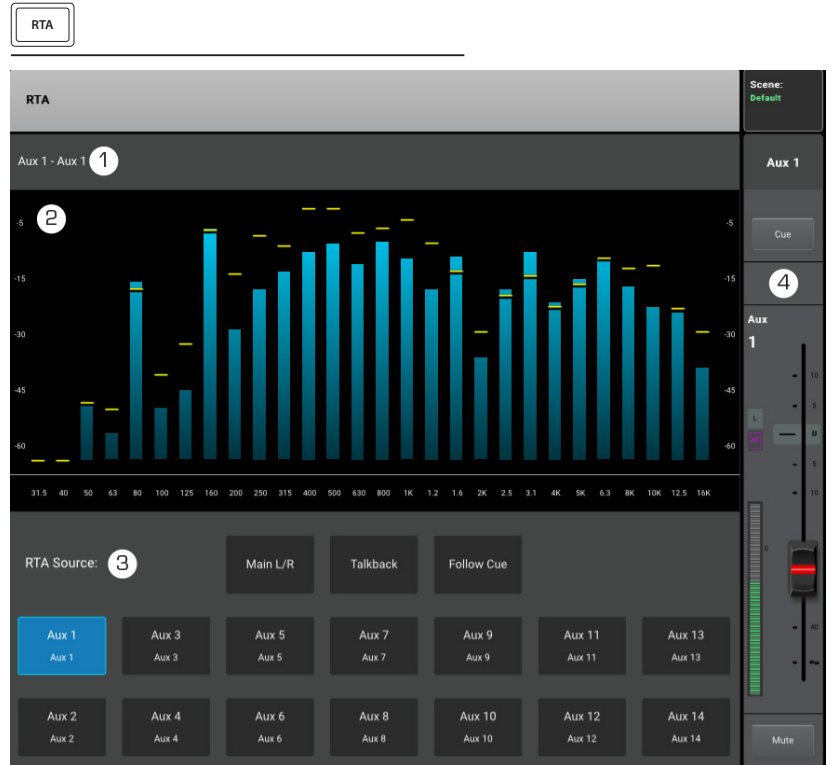 RTA
RTA
Scene:
Default
Aux 1 - Aux 1 1
Aux 1
2
-5 -5
Cue
-15 -15
4
Aux
1
-30 -30
-45 -45
-60 -60
31.5 40 50 63 80 100 125 160 200 250 315 400 500 630 800 1K 1.2 1.6 2K 2.5 3.1 4K 5K 6.3 8K 10K 12.5 16K
10
5
L
U
5
10
0
40
∞
RTA Source: 3 Main L/R Talkback Follow Cue
Aux 1 Aux 3 Aux 5 Aux 7 Aux 9 Aux 11 Aux 13
Aux 1 Aux 3 Aux 5 Aux 7 Aux 9 Aux 11 Aux 13
Aux 2 Aux 4 Aux 6 Aux 8 Aux 10 Aux 12 Aux 14
Aux 2 Aux 4 Aux 6 Aux 8 Aux 10 Aux 12 Aux 14
Mute